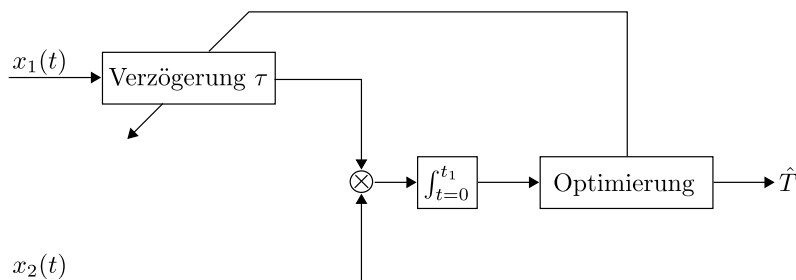 x₁(t)
Verzögerung τ
∫ₜ₌₀^t₁
Optimierung
T̂
x₂(t)